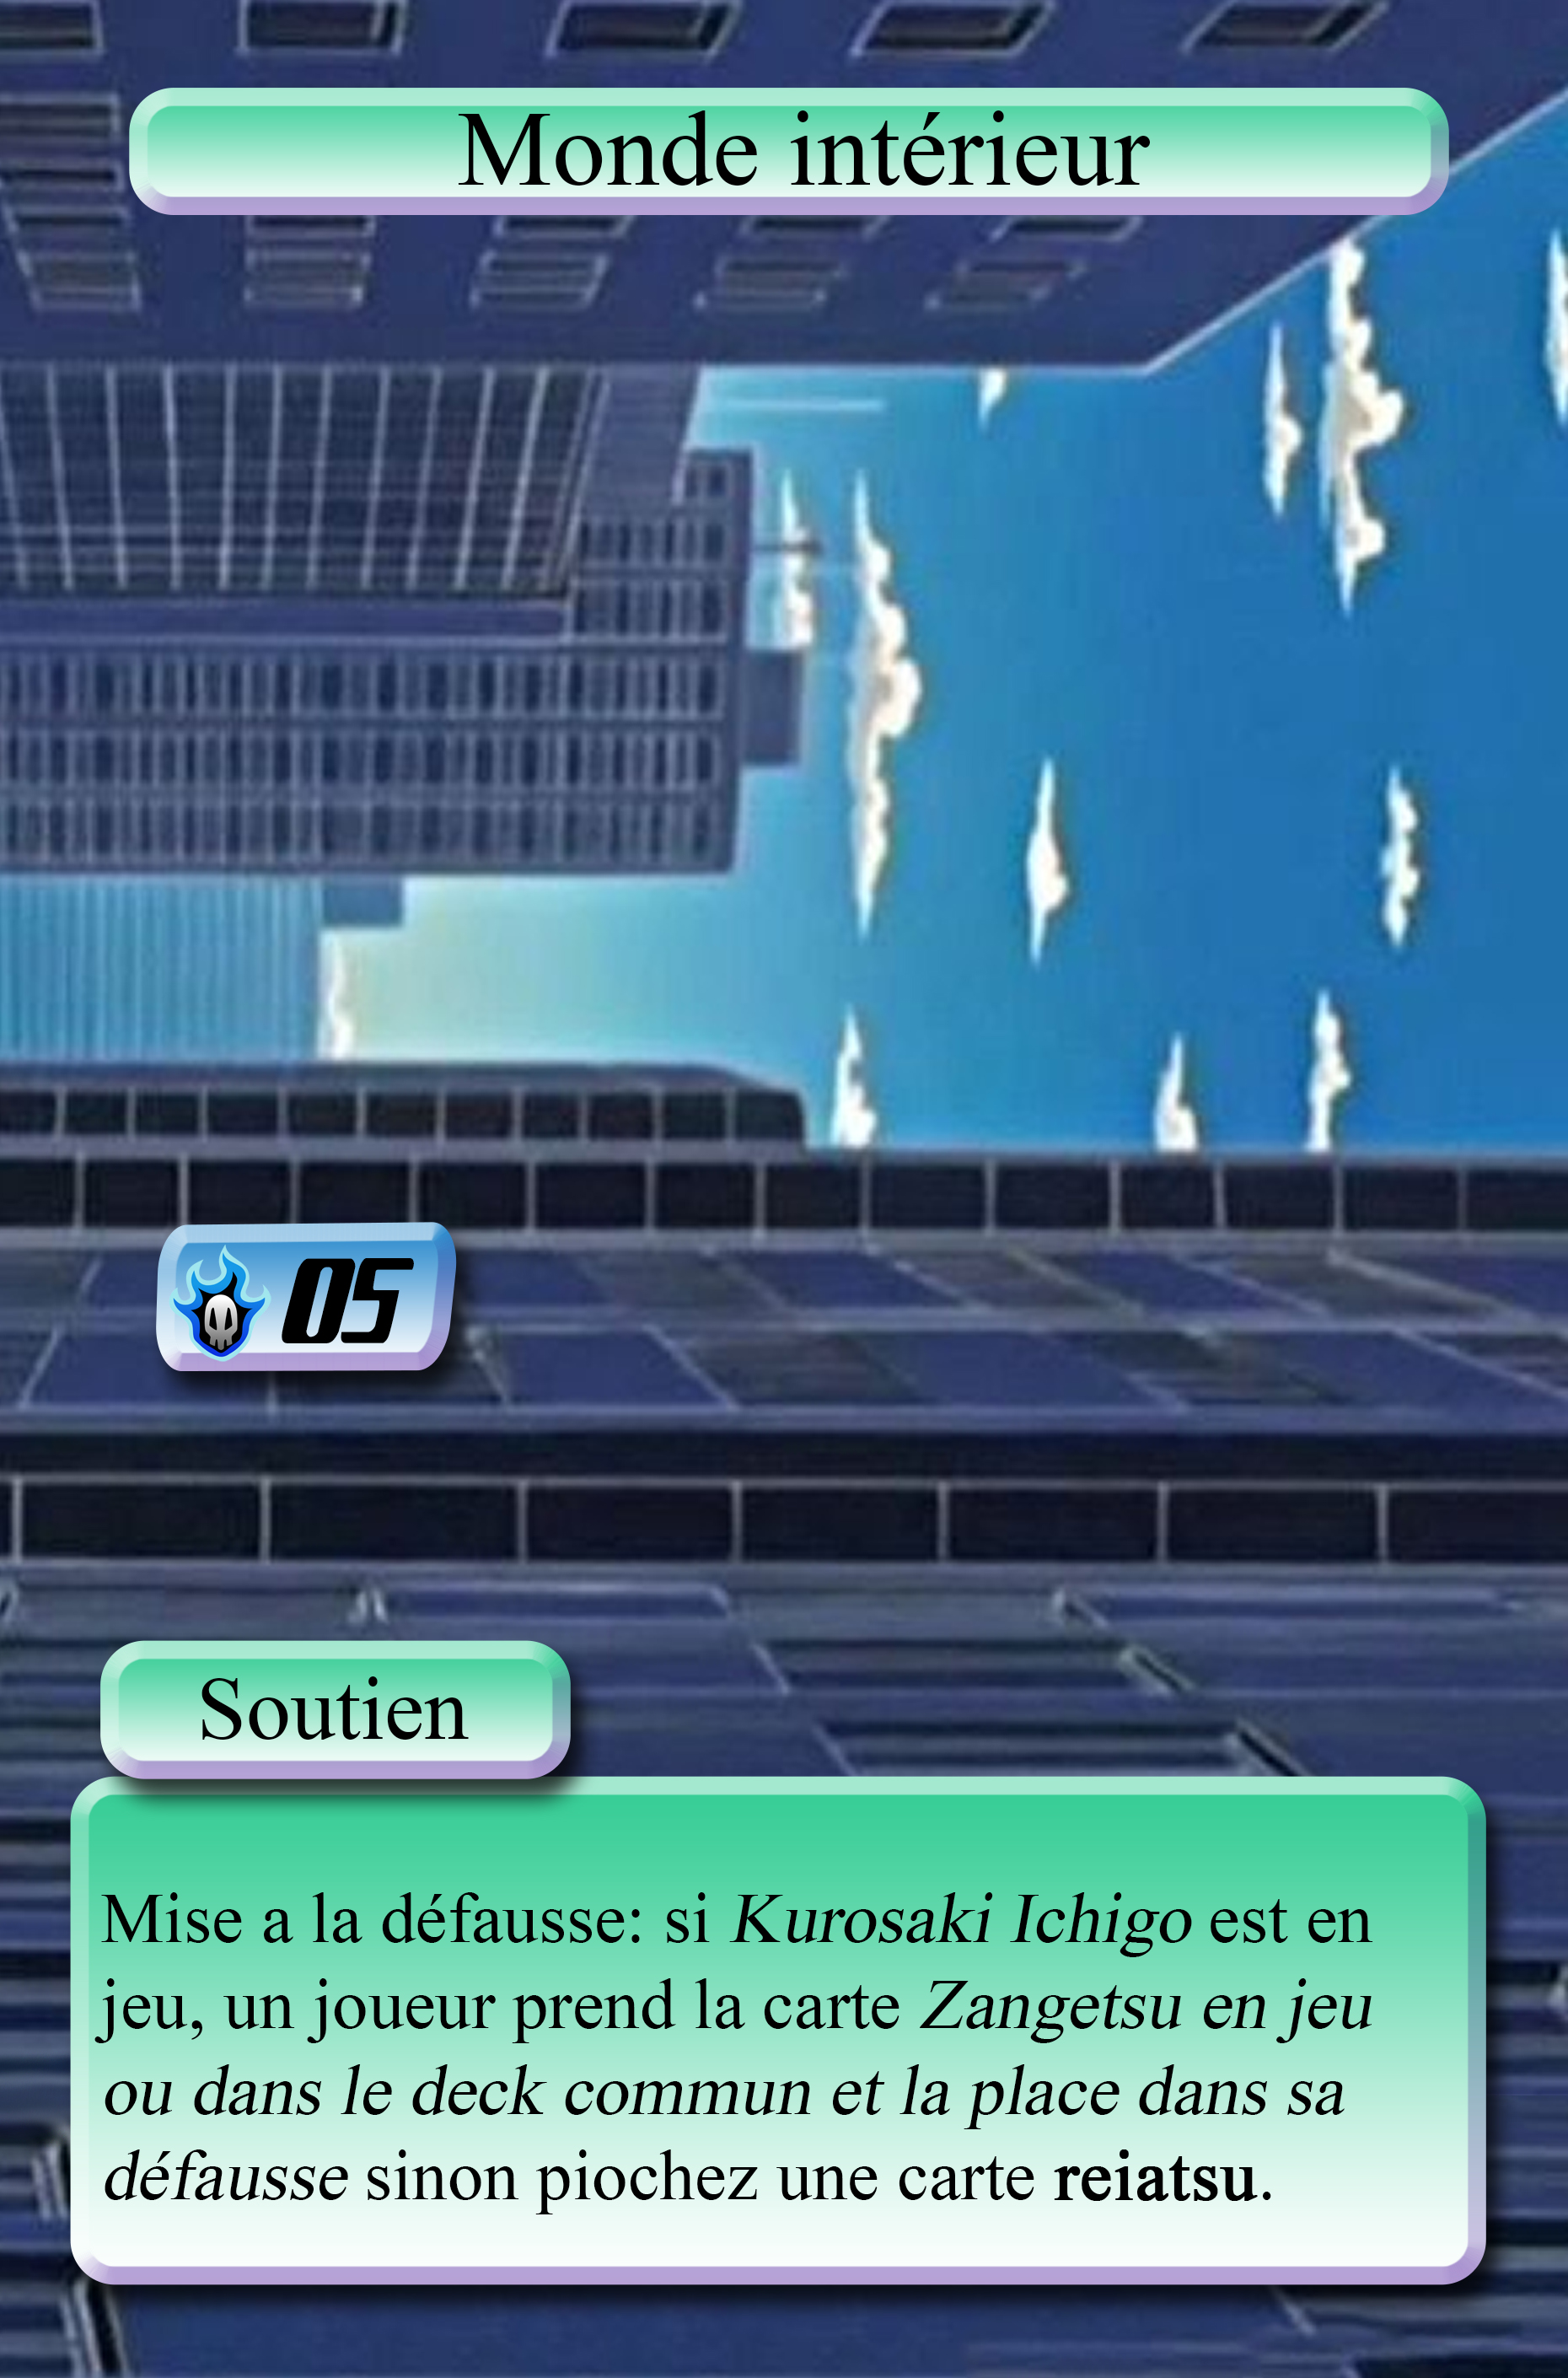 Monde intérieur
05
Soutien
Mise a la défausse: si Kurosaki Ichigo est en
jeu, un joueur prend la carte Zangetsu en jeu
ou dans le deck commun et la place dans sa
défausse sinon piochez une carte reiatsu.